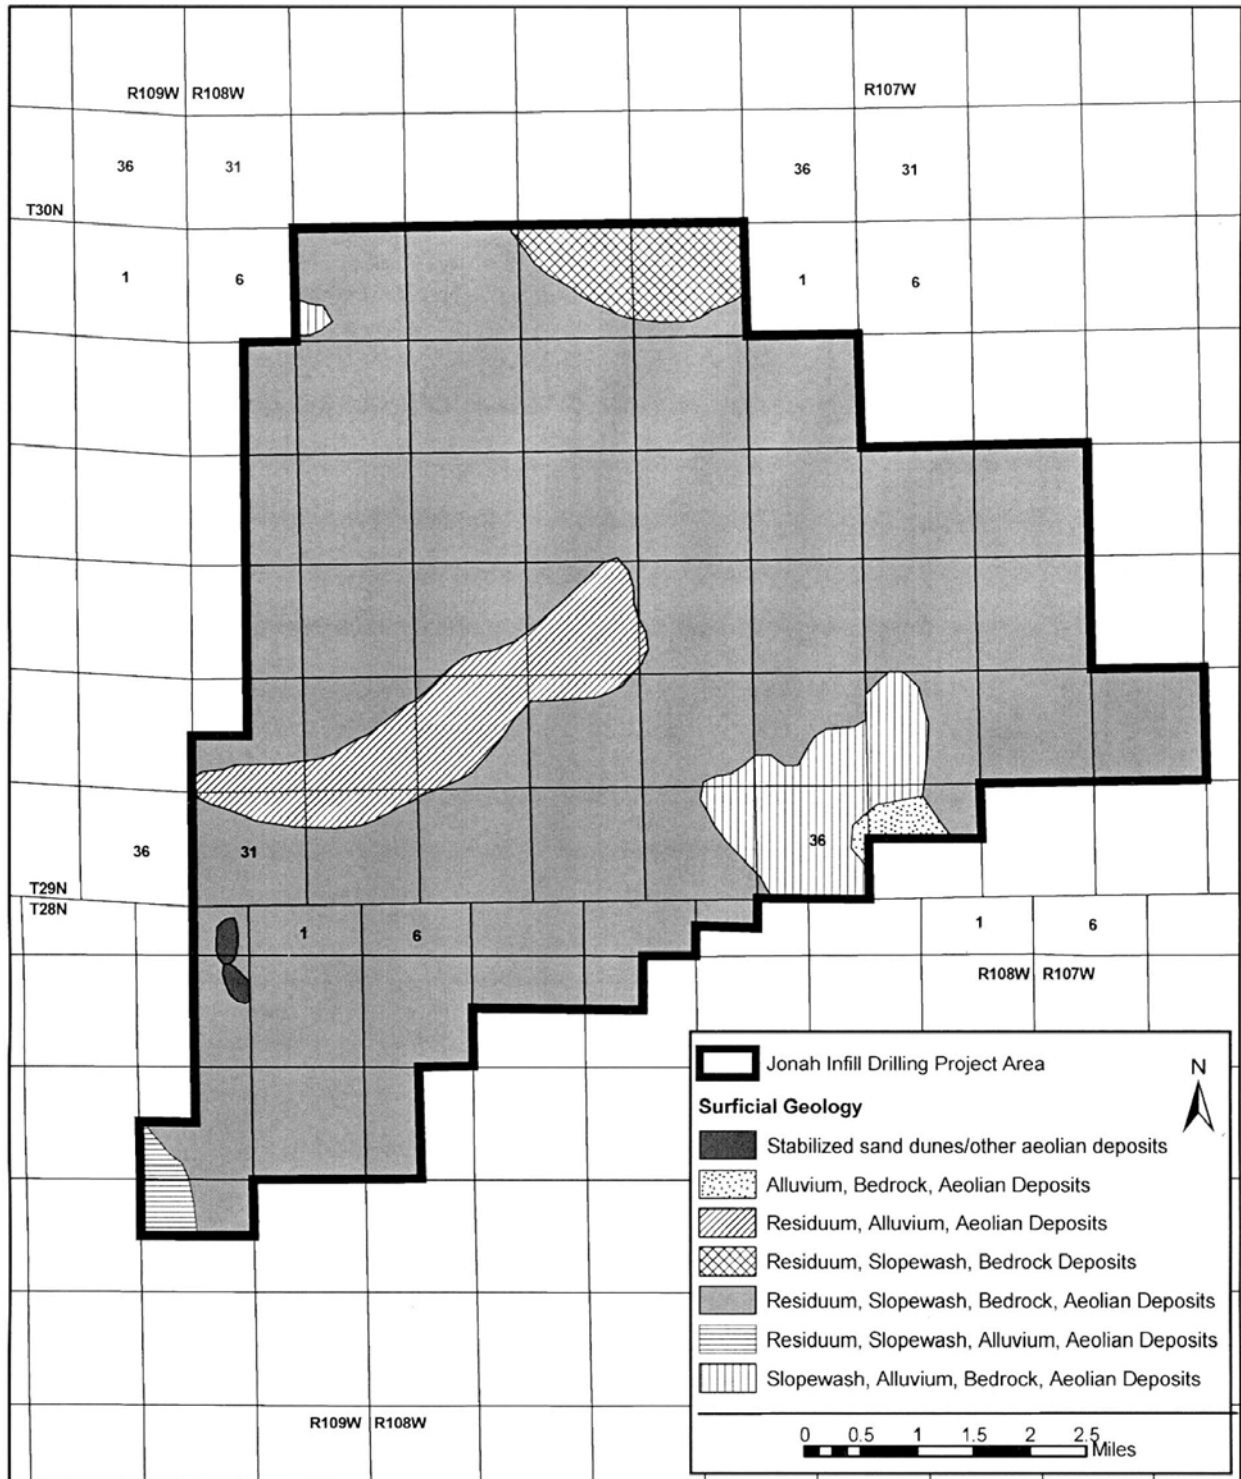 R109W R108W R107W
36 31 36 31
T30N
1 6 1 6
36 31 36
T29N
T28N
1 6 1 6
R108W R107W
Jonah Infill Drilling Project Area
N
Surficial Geology
Stabilized sand dunes/other aeolian deposits
Alluvium, Bedrock, Aeolian Deposits
Residuum, Alluvium, Aeolian Deposits
Residuum, Slopewash, Bedrock Deposits
Residuum, Slopewash, Bedrock, Aeolian Deposits
Residuum, Slopewash, Alluvium, Aeolian Deposits
Slopewash, Alluvium, Bedrock, Aeolian Deposits
R109W R108W
0 0.5 1 1.5 2 2.5
Miles